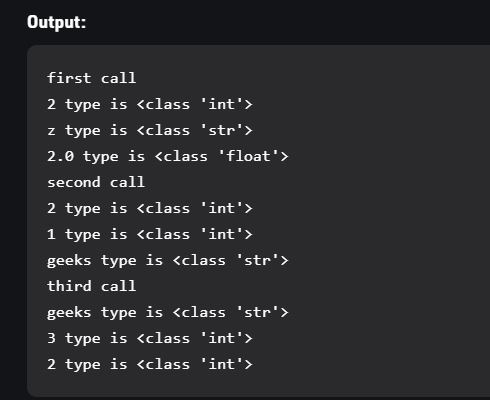 Output:
first call
2 type is <class 'int'>
z type is <class 'str'>
2.0 type is <class 'float'>
second call
2 type is <class 'int'>
1 type is <class 'int'>
geeks type is <class 'str'>
third call
geeks type is <class 'str'>
3 type is <class 'int'>
2 type is <class 'int'>